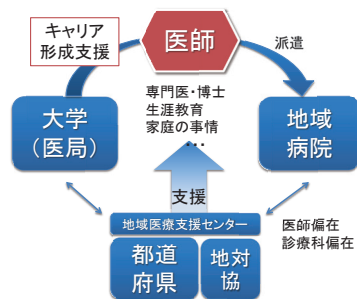 キャリア
形成支援
医師
派遣
専門医・博士
生涯教育
家庭の事情
…
大学
（医局）
地域
病院
支援
地域医療支援センター
都道
府県
地対
協
医師偏在
診療科偏在